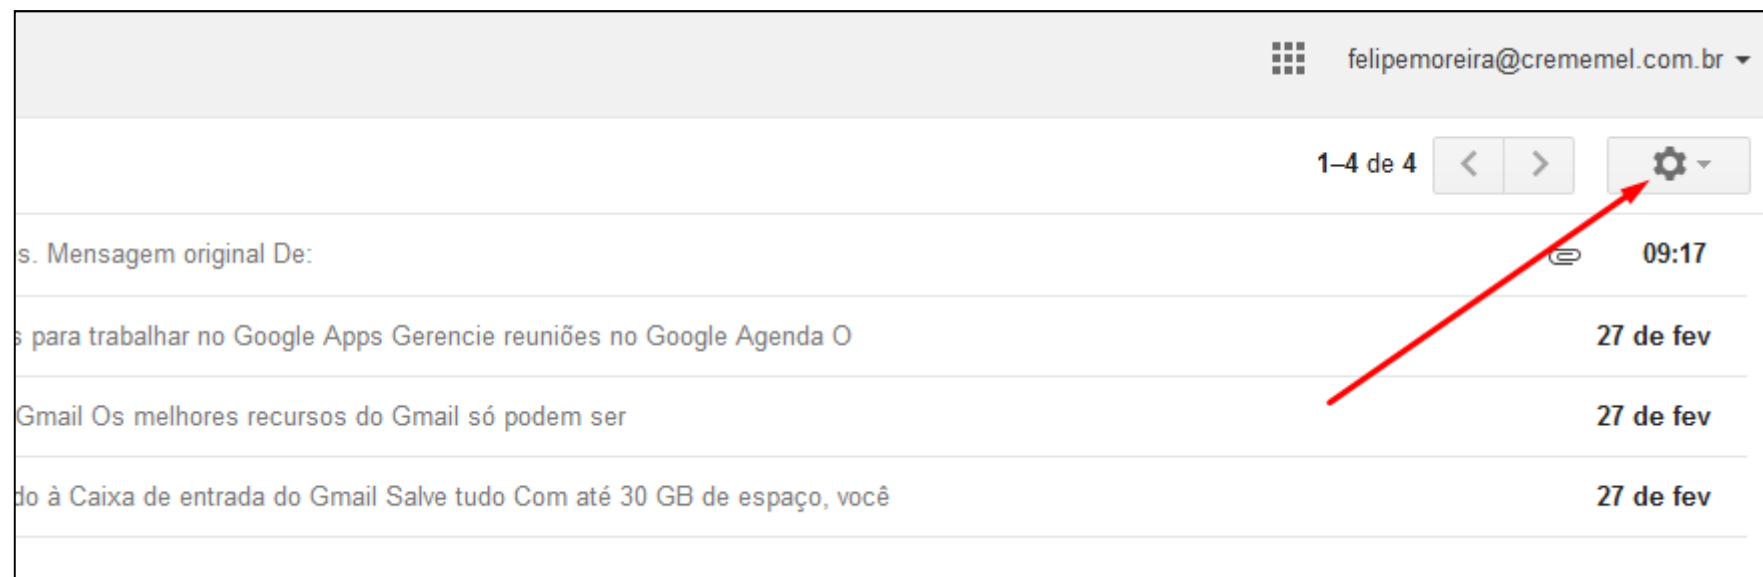 felipemoreira@crememel.com.br
1–4 de 4
s. Mensagem original De: 09:17
s para trabalhar no Google Apps Gerencie reuniões no Google Agenda O 27 de fev
Gmail Os melhores recursos do Gmail só podem ser 27 de fev
do à Caixa de entrada do Gmail Salve tudo Com até 30 GB de espaço, você 27 de fev